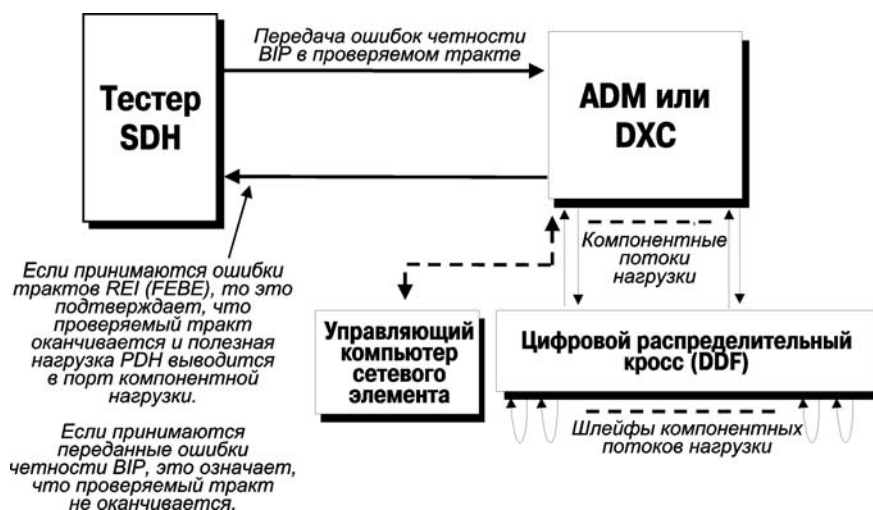 Передача ошибок четности
BIP в проверяемом тракте
Тестер
SDH
ADM или
DXC
Если принимаются ошибки
трактов REI (FEBE), то это
подтверждает, что
проверяемый тракт
оканчивается и полезная
нагрузка PDH выводится
в порт компонентной
нагрузки.
Если принимаются
переданные ошибки
четности BIP, это означает,
что проверяемый тракт
не оканчивается.
Компонентные
потоки
нагрузки
Управляющий
компьютер
сетевого
элемента
Цифровой распределительный
кросс (DDF)
Шлейфы компонентных
потоков нагрузки